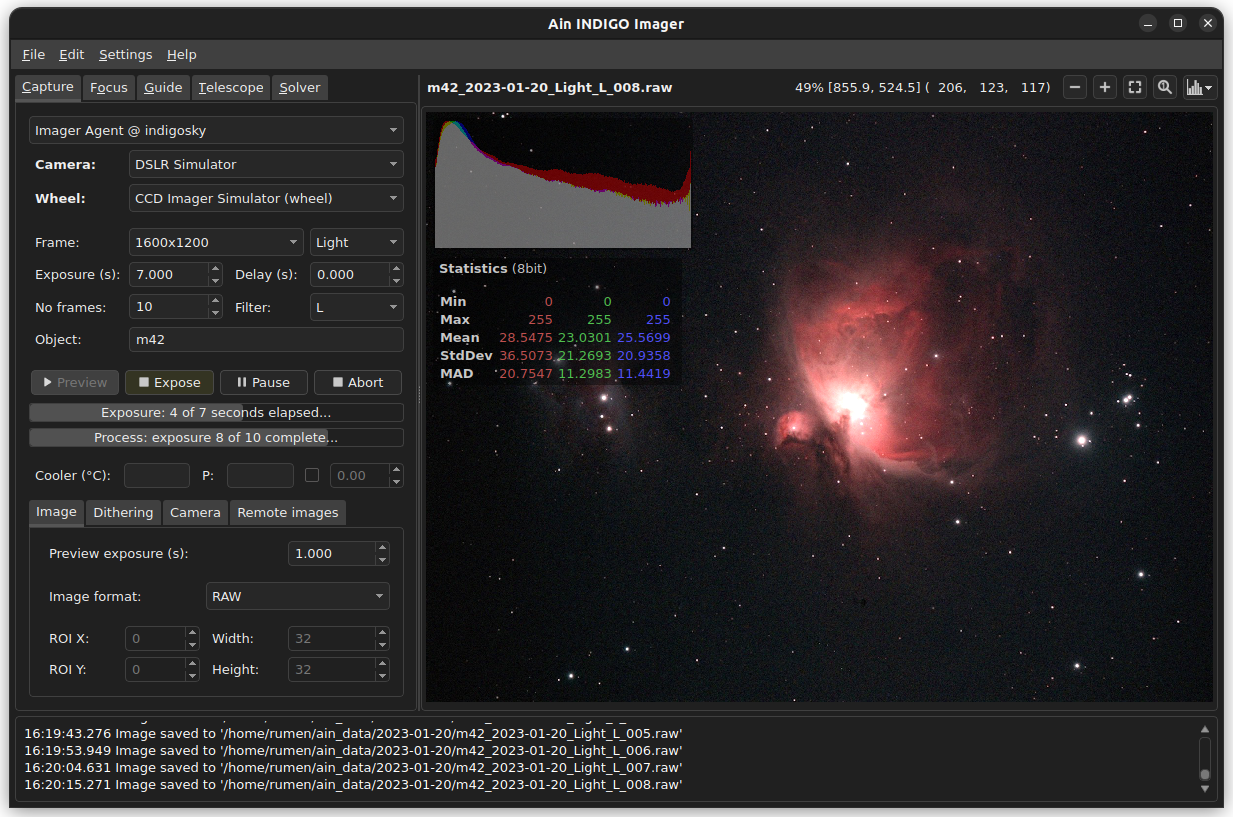 Ain INDIGO Imager
File Edit Settings Help
Capture Focus Guide Telescope Solver
m42_2023-01-20_Light_L_008.raw 49% [855.9, 524.5] ( 206, 123, 117)
Imager Agent @ indigosky
Camera: DSLR Simulator
Wheel: CCD Imager Simulator (wheel)
Frame: 1600x1200 Light
Exposure (s): 7.000 Delay (s): 0.000
No frames: 10 Filter: L
Object: m42
Preview Expose Pause Abort
Exposure: 4 of 7 seconds elapsed...
Process: exposure 8 of 10 complete...
Cooler (°C): P: 0.00
Image Dithering Camera Remote images
Preview exposure (s): 1.000
Image format: RAW
ROI X: 0 Width: 32
ROI Y: 0 Height: 32
Statistics (8bit)
Min 0 0 0
Max 255 255 255
Mean 28.5475 23.0301 25.5699
StdDev 36.5073 21.2693 20.9358
MAD 20.7547 11.2983 11.4419
16:19:43.276 Image saved to '/home/rumen/ain_data/2023-01-20/m42_2023-01-20_Light_L_005.raw'
16:19:53.949 Image saved to '/home/rumen/ain_data/2023-01-20/m42_2023-01-20_Light_L_006.raw'
16:20:04.631 Image saved to '/home/rumen/ain_data/2023-01-20/m42_2023-01-20_Light_L_007.raw'
16:20:15.271 Image saved to '/home/rumen/ain_data/2023-01-20/m42_2023-01-20_Light_L_008.raw'